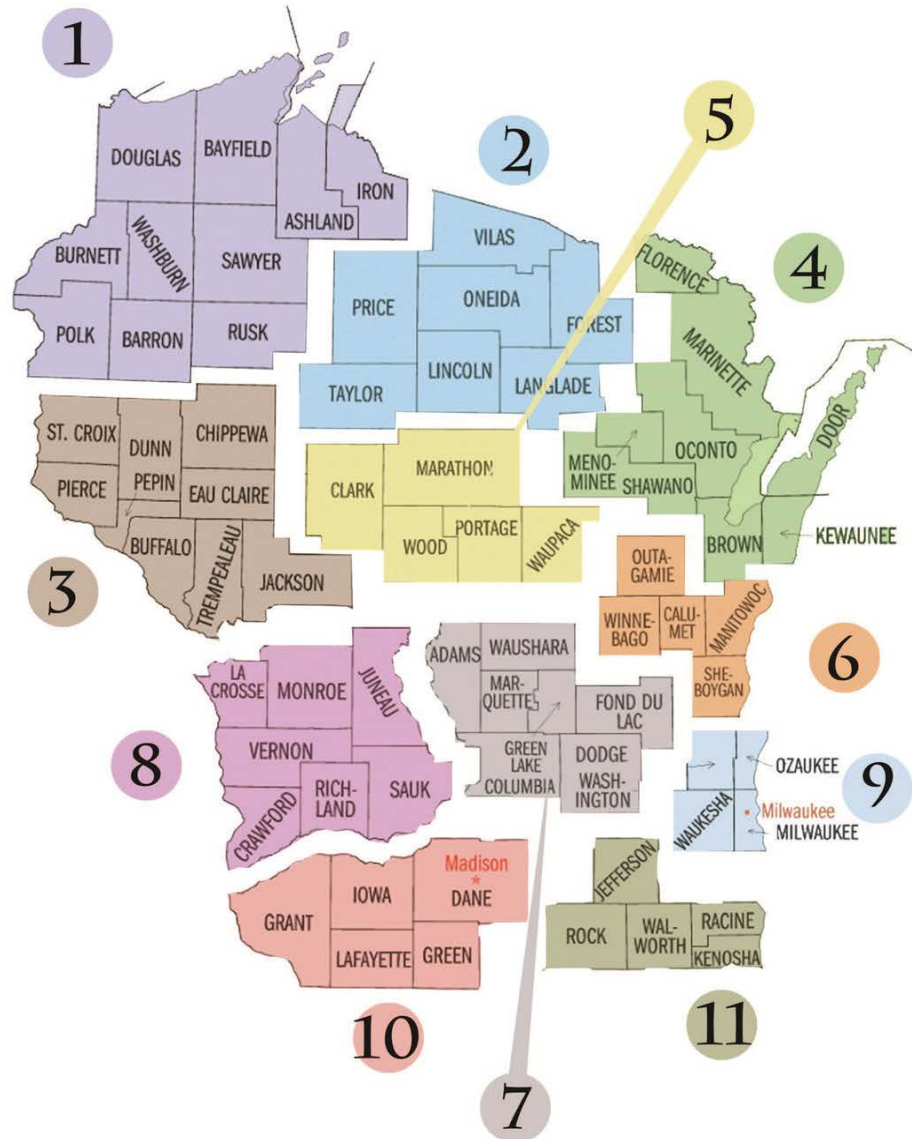 1
DOUGLAS
BAYFIELD
ASHLAND
IRON
BURNETT
WASHBURN
SAWYER
POLK
BARRON
RUSK
2
VILAS
PRICE
ONEIDA
FOREST
TAYLOR
LINCOLN
LANGLADE
5
4
FLORENCE
MARINETTE
DOOR
OCONTO
MENO-
MINEE
SHAWANO
BROWN
KEWAUNEE
ST. CROIX
DUNN
CHIPPEWA
PIERCE
PEPIN
EAU CLAIRE
BUFFALO
TREMPEALEAU
JACKSON
3
CLARK
MARATHON
WOOD
PORTAGE
WAUPACA
OUTA-
GAMIE
WINNE-
BAGO
CALU-
MET
MANITOWOC
SHE-
BOYGAN
6
LA
CROSSE
MONROE
JUNEAU
VERNON
CRAWFORD
RICH-
LAND
SAUK
8
ADAMS
WAUSHARA
MAR-
QUETTE
FOND DU
LAC
GREEN
LAKE
COLUMBIA
DODGE
WASH-
INGTON
OZAUKEE
WAUKESHA
Milwaukee
MILWAUKEE
9
GRANT
IOWA
Madison
DANE
LAFAYETTE
GREEN
10
JEFFERSON
ROCK
WAL-
WORTH
RACINE
KENOSHA
11
7